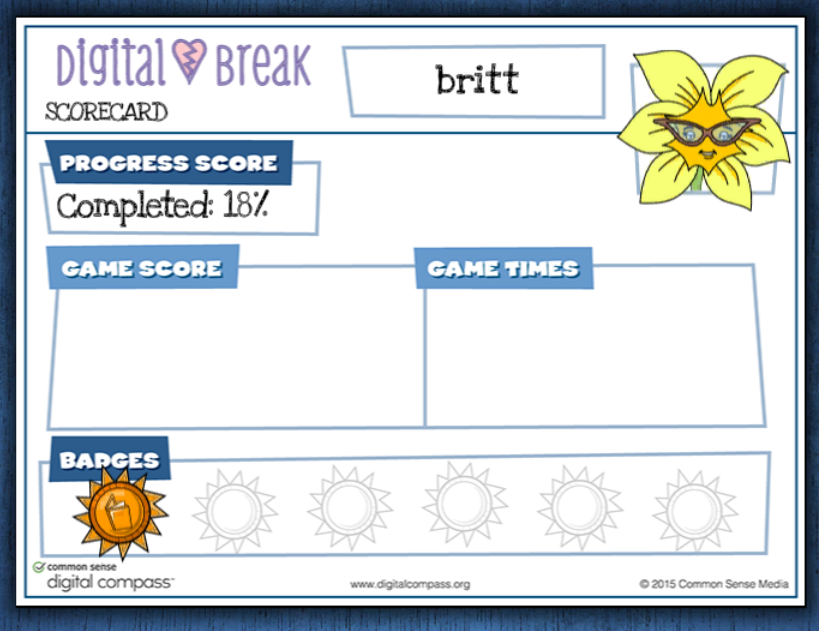 Digital Break
britt
SCORECARD
PROGRESS SCORE
Completed: 18%
GAME SCORE
GAME TIMES
BADGES
common sense
digital compass™
www.digitalcompass.org
© 2015 Common Sense Media